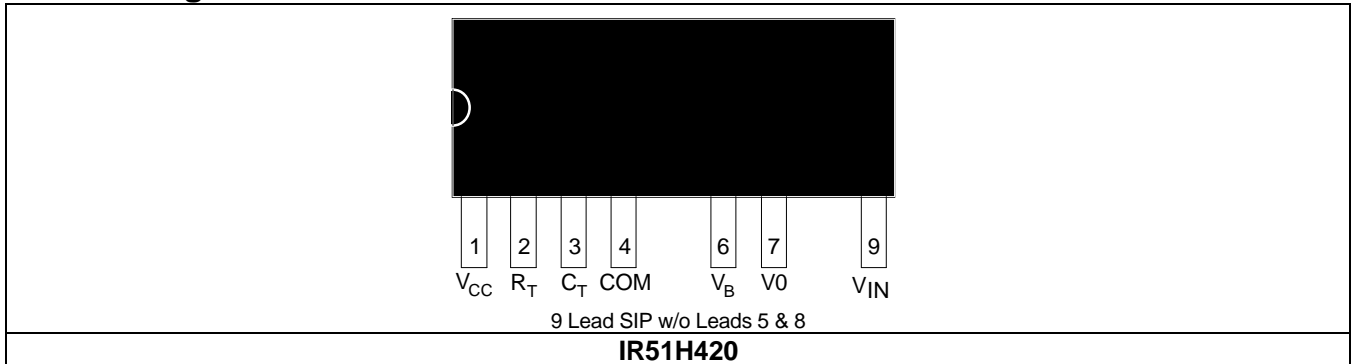 1 2 3 4 6 7 9
VCC RT CT COM VB V0 VIN
9 Lead SIP w/o Leads 5 & 8
IR51H420